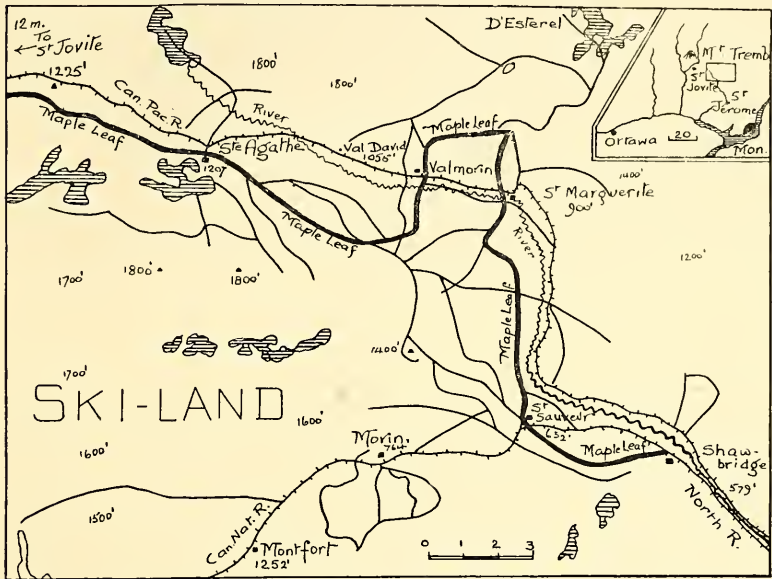 12 m.
To
← St Jovite
1225'
Can. Pac. R.
Maple Leaf
1800'
1800'
River
D'Esterel
Mt Trembl
St
Jovite
St
Jerome
Ottawa
20
Mon.
Ste Agathe
1207'
Val David
1055'
Maple Leaf
Valmorin
St Marguerite
900'
1400'
Maple Leaf
River
1200'
1700'
1800'
1800'
Maple Leaf
1400'
1700'
SKI-LAND
1600'
1600'
St
Sauveur
632'
Morin
764'
Maple Leaf
Shaw-
bridge
579'
North R.
1500'
Can. Nat. R.
Montfort
1252'
0 1 2 3